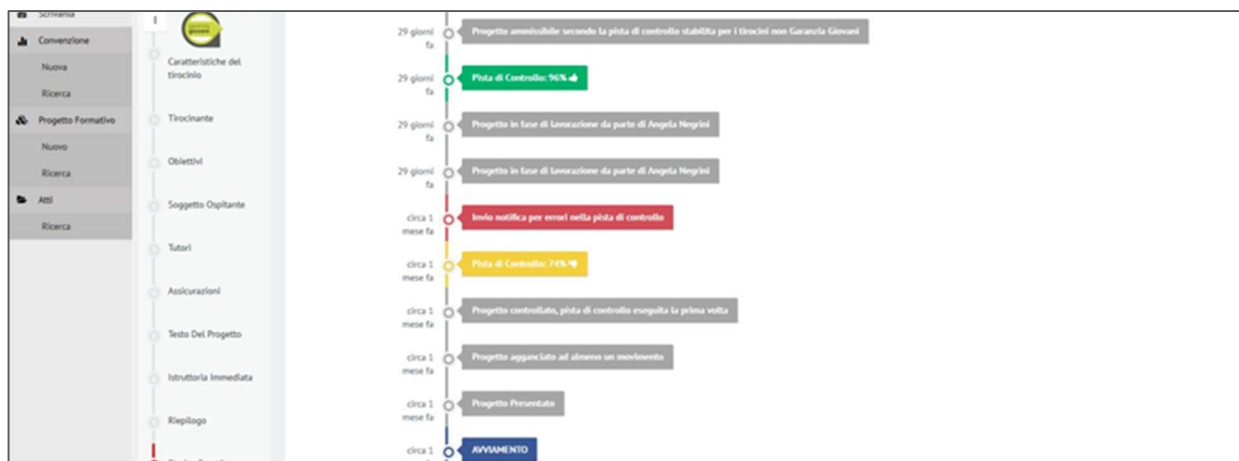 Scrivania
Convenzione
Nuova
Ricerca
Progetto Formativo
Nuovo
Ricerca
Atti
Ricerca
garanzia
giovani
Caratteristiche del
tirocinio
Tirocinante
Obiettivi
Soggetto Ospitante
Tutori
Assicurazioni
Testo Del Progetto
Istruttoria Immediata
Riepilogo
29 giorni
fa
Progetto ammissibile secondo la pista di controllo stabilita per i tirocini non Garanzia Giovani
29 giorni
fa
Pista di Controllo: 96%
29 giorni
fa
Progetto in fase di lavorazione da parte di Angela Negrini
29 giorni
fa
Progetto in fase di lavorazione da parte di Angela Negrini
circa 1
mese fa
Invio notifica per errori nella pista di controllo
circa 1
mese fa
Pista di Controllo: 74%
circa 1
mese fa
Progetto controllato, pista di controllo eseguita la prima volta
circa 1
mese fa
Progetto agganciato ad almeno un movimento
circa 1
mese fa
Progetto Presentato
circa 1
AVVIAMENTO